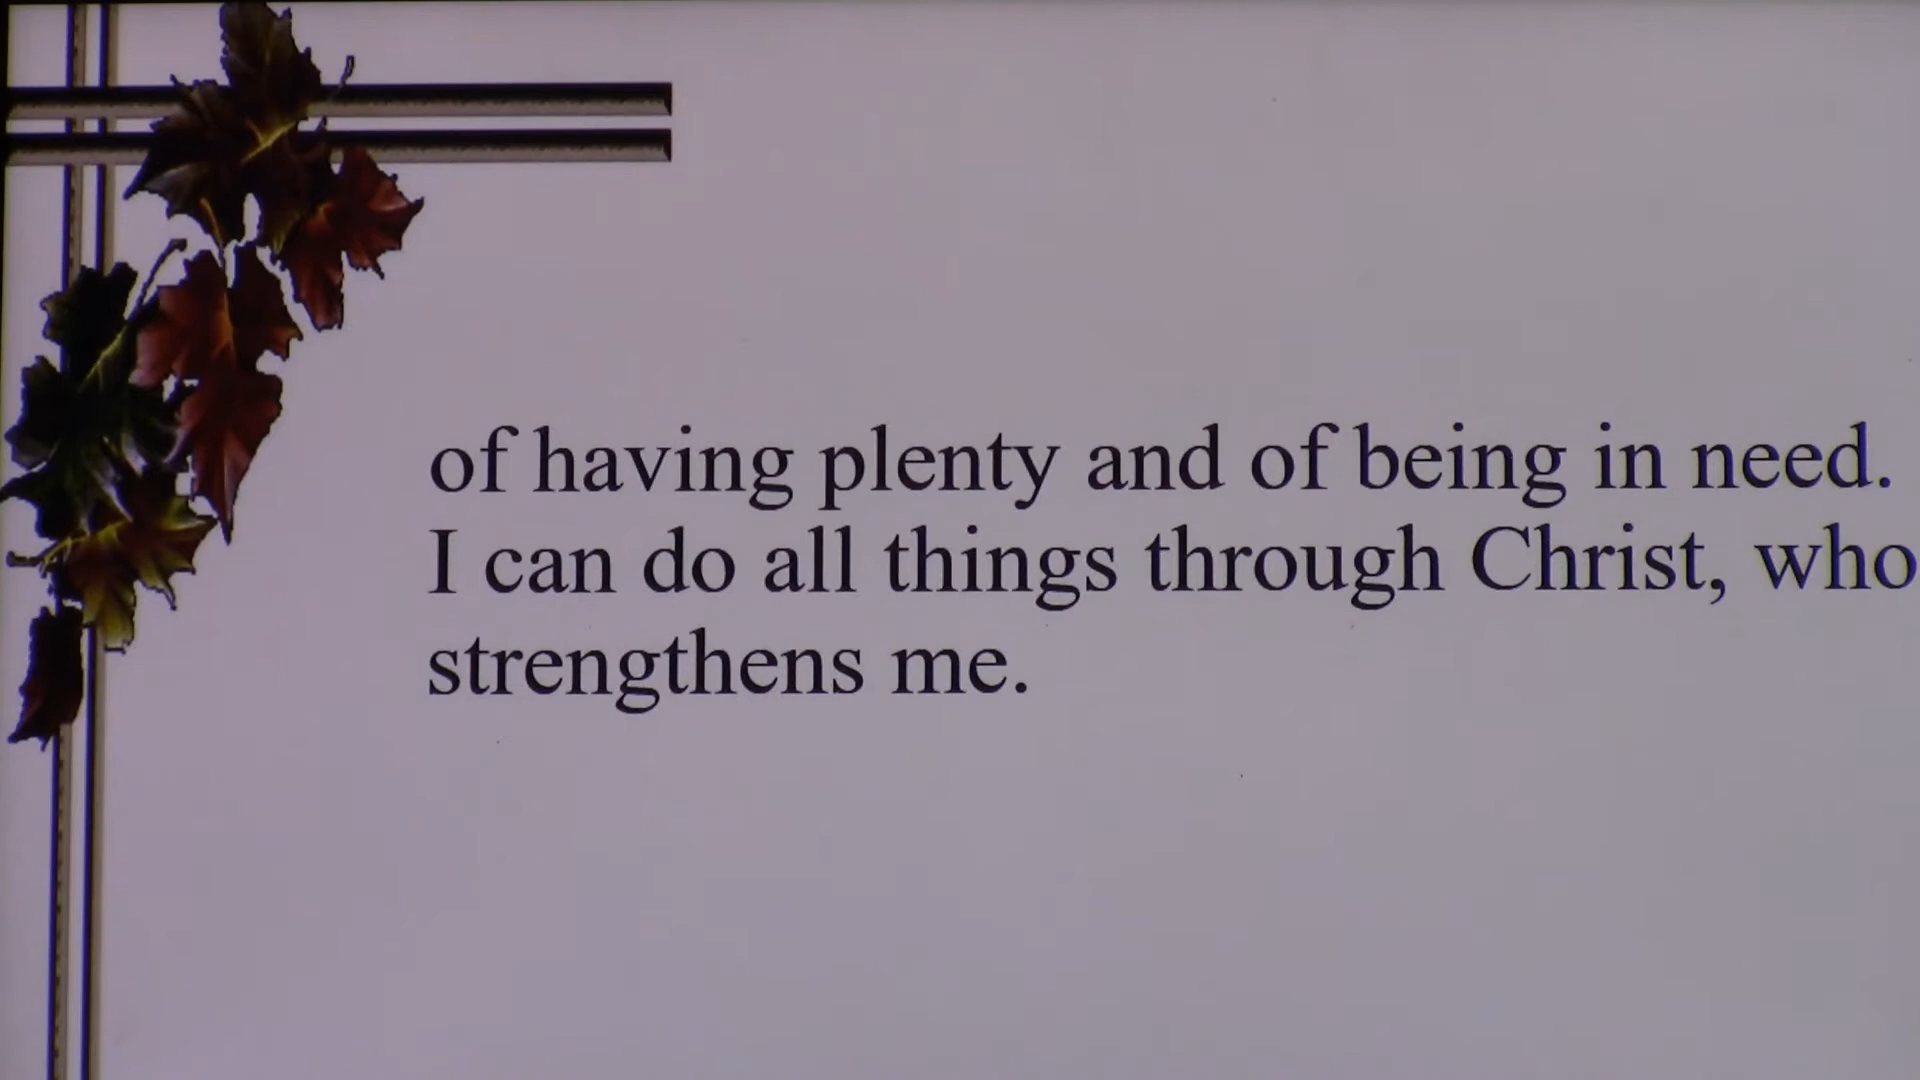 of having plenty and of being in need.
I can do all things through Christ, who
strengthens me.